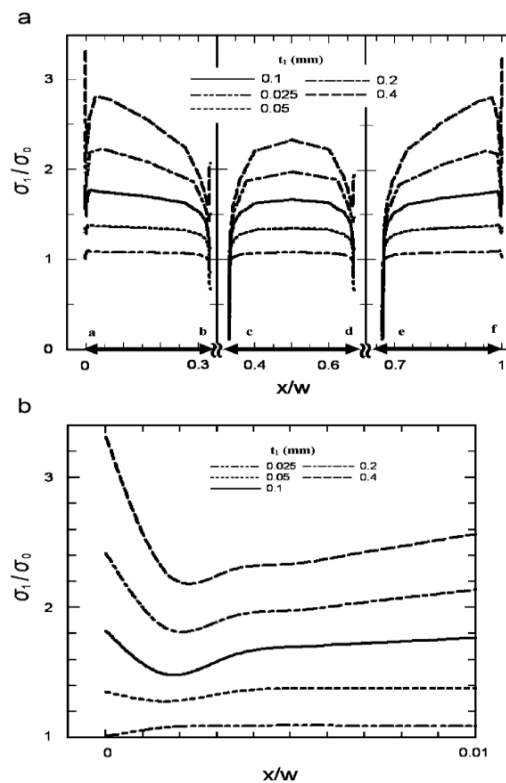 a
t₁ (mm)
0.1 0.2
0.025 0.4
0.05
3
2
1
0
σ₁/σ₀
a b c d e f
0 0.3 0.4 0.6 0.7 1
x/w
b
t₁ (mm)
0.025 0.2
0.05 0.4
0.1
3
2
1
σ₁/σ₀
0 0.01
x/w